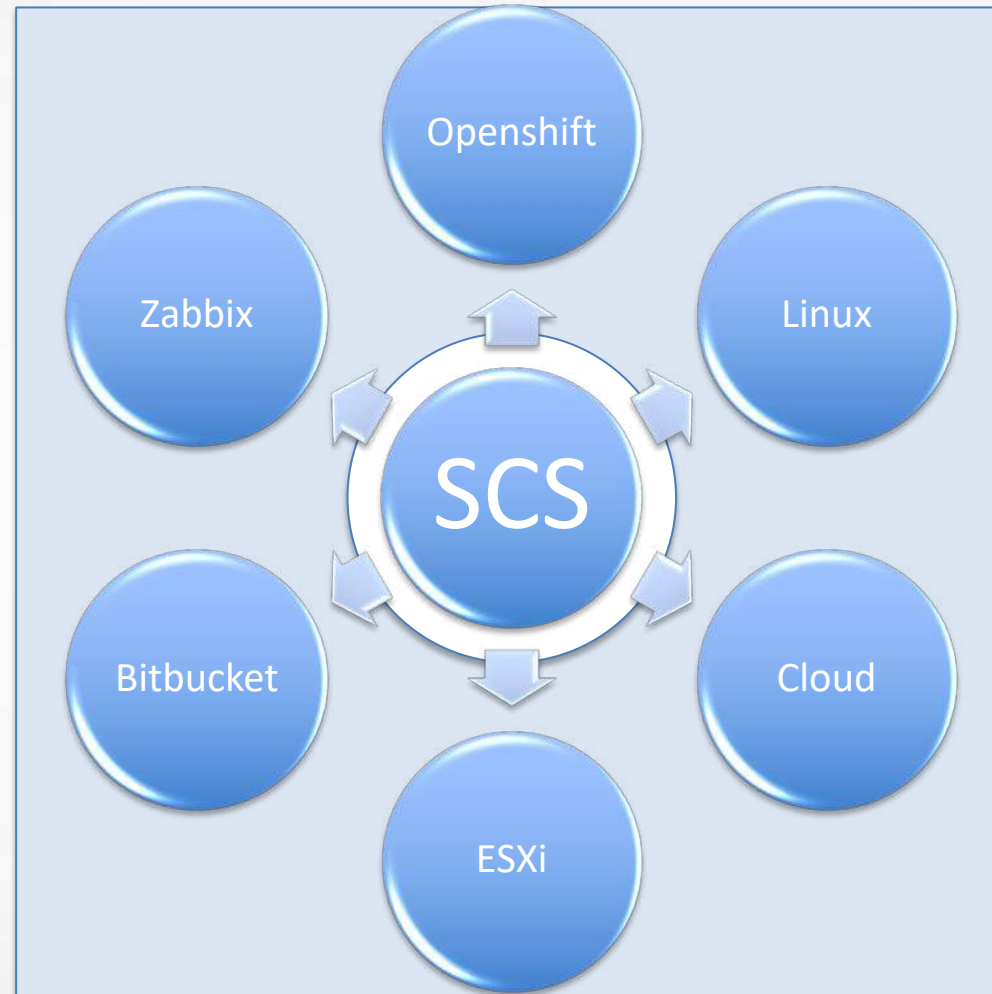 Openshift
Zabbix
Linux
SCS
Bitbucket
Cloud
ESXi